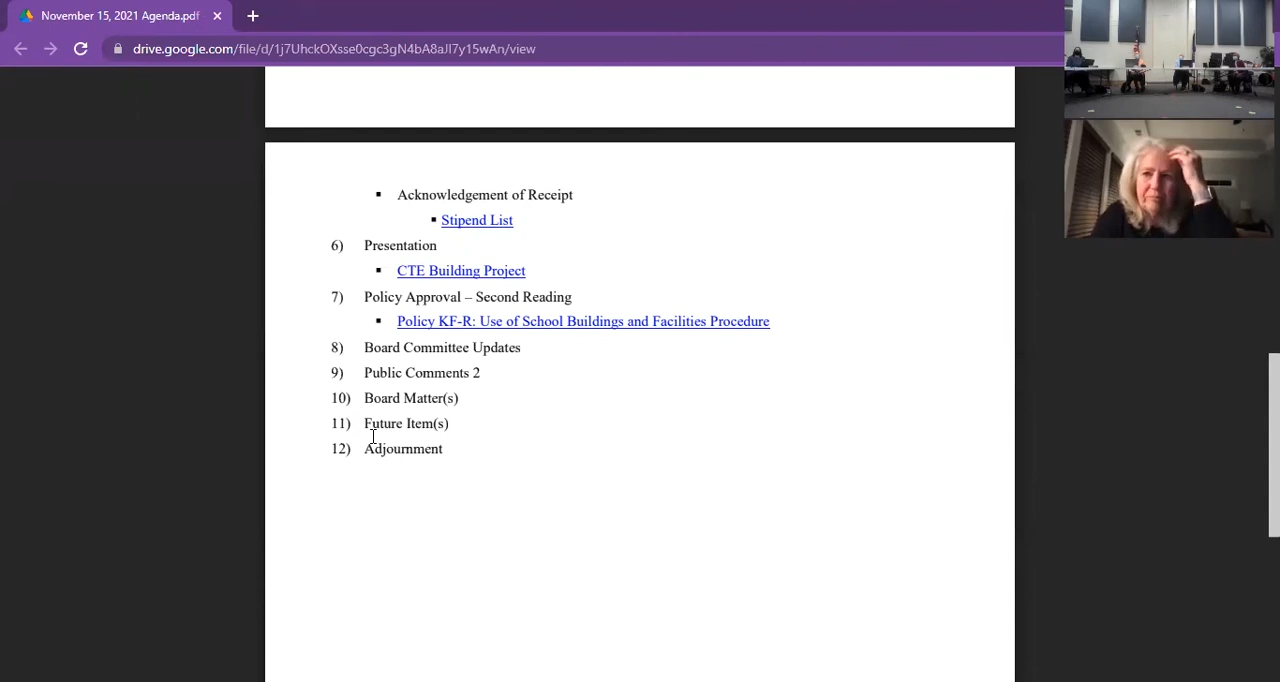 November 15, 2021 Agenda.pdf
drive.google.com/file/d/1j7UhckOXsse0cgc3gN4bA8aJl7y15wAn/view
▪ Acknowledgement of Receipt
▪ Stipend List
6) Presentation
▪ CTE Building Project
7) Policy Approval – Second Reading
▪ Policy KF-R: Use of School Buildings and Facilities Procedure
8) Board Committee Updates
9) Public Comments 2
10) Board Matter(s)
11) Future Item(s)
12) Adjournment